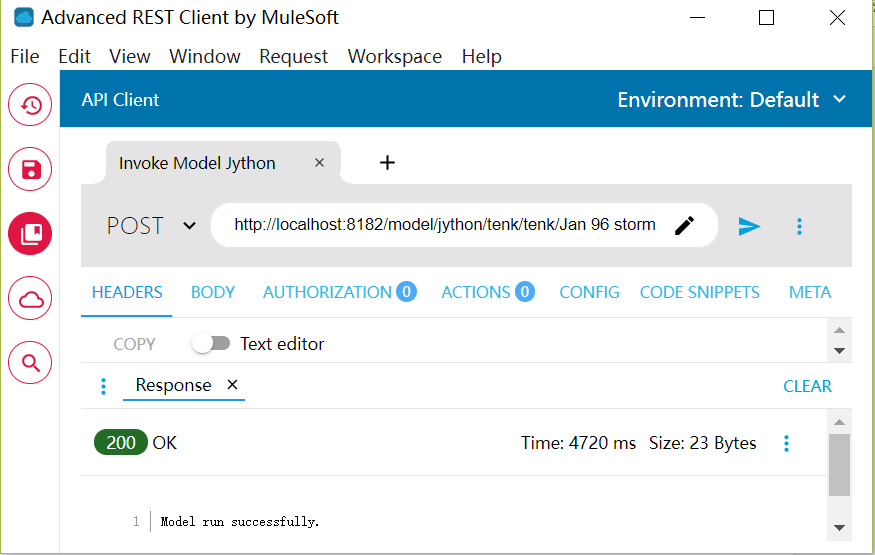 Advanced REST Client by MuleSoft
File Edit View Window Request Workspace Help
API Client Environment: Default
Invoke Model Jython × +
POST http://localhost:8182/model/jython/tenk/tenk/Jan 96 storm
HEADERS BODY AUTHORIZATION 0 ACTIONS 0 CONFIG CODE SNIPPETS META
COPY Text editor
Response × CLEAR
200 OK Time: 4720 ms Size: 23 Bytes
1 Model run successfully.